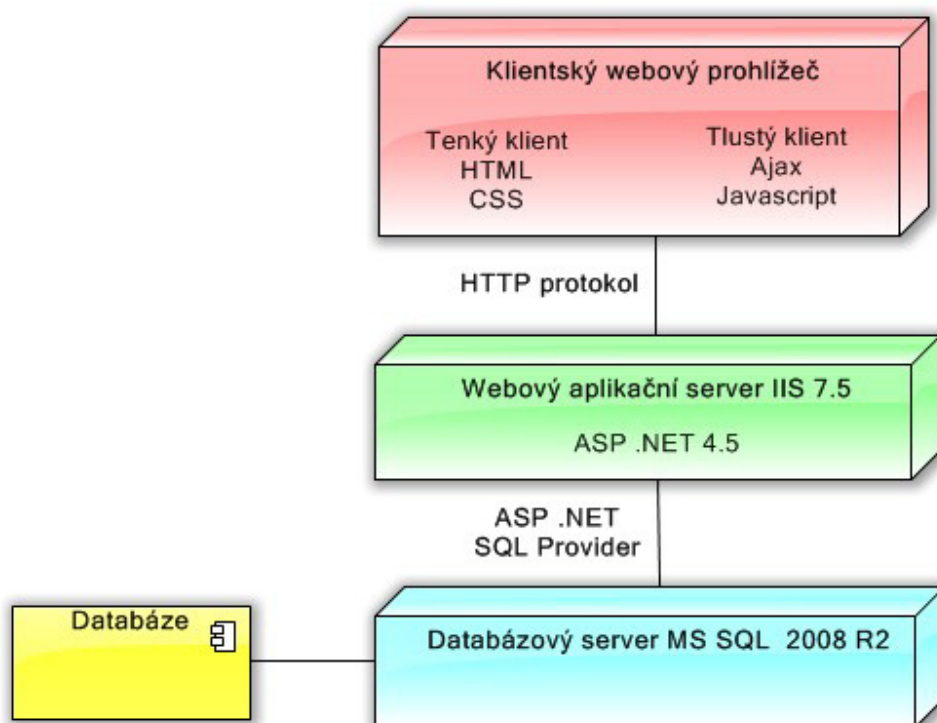 Klientský webový prohlížeč
Tenký klient
HTML
CSS
Tlustý klient
Ajax
Javascript
HTTP protokol
Webový aplikační server IIS 7.5
ASP .NET 4.5
ASP .NET
SQL Provider
Databáze
Databázový server MS SQL 2008 R2